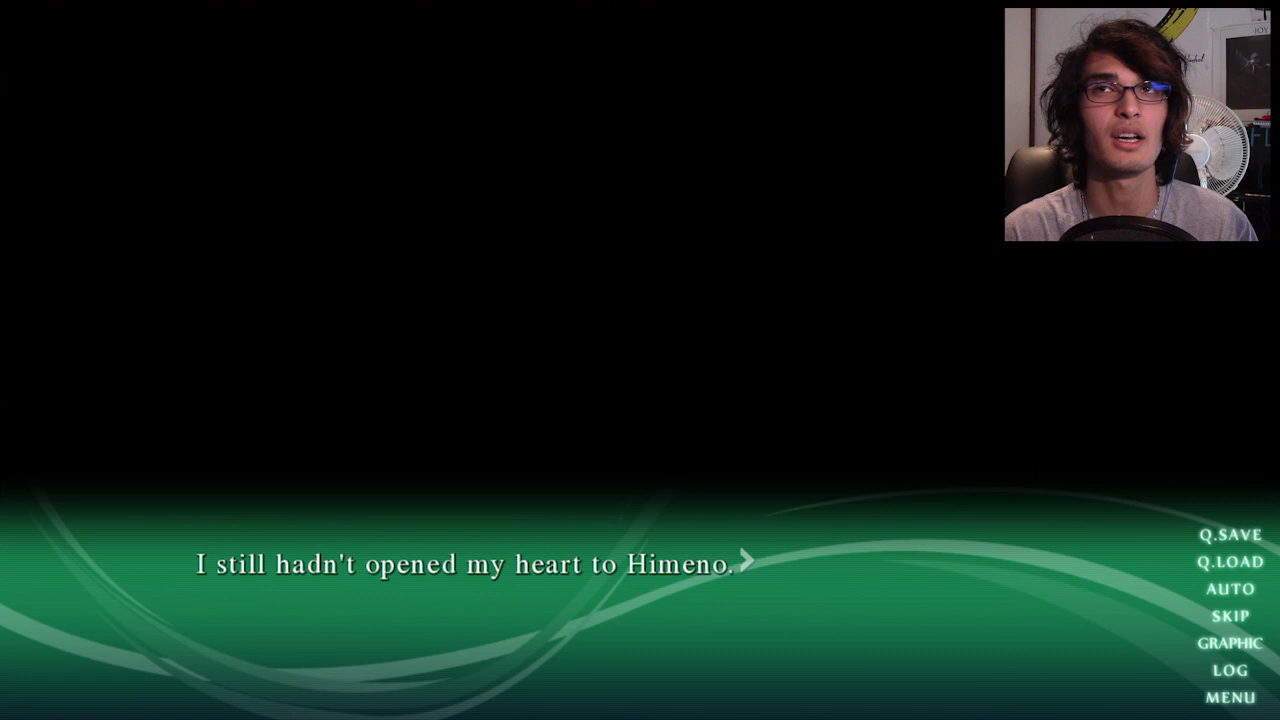 I still hadn't opened my heart to Himeno.
Q.SAVE
Q.LOAD
AUTO
SKIP
GRAPHIC
LOG
MENU